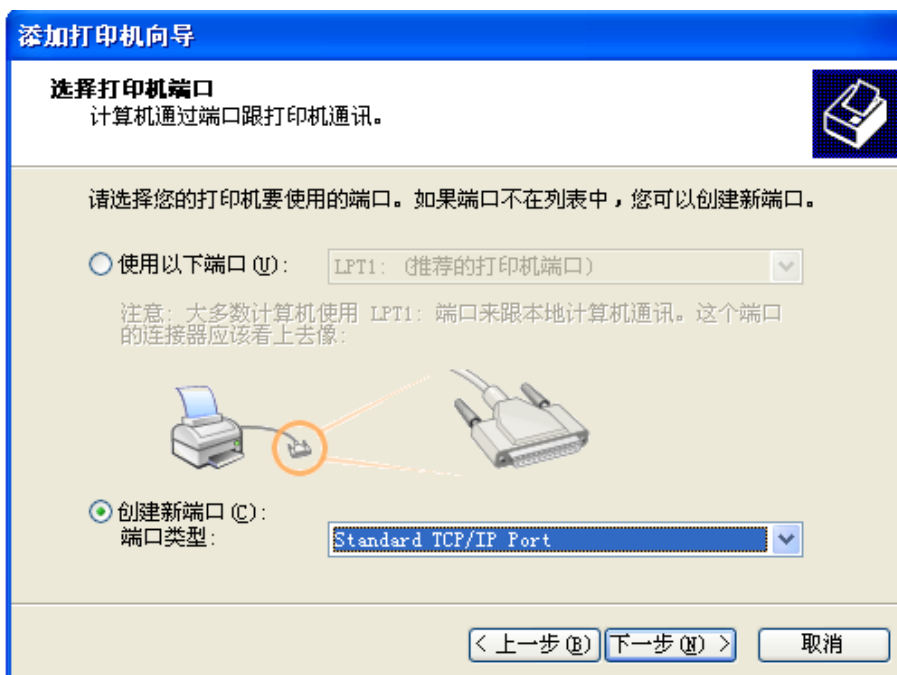 添加打印机向导
选择打印机端口
计算机通过端口跟打印机通讯。
请选择您的打印机要使用的端口。如果端口不在列表中，您可以创建新端口。
使用以下端口(U): LPT1: (推荐的打印机端口)
注意: 大多数计算机使用 LPT1: 端口来跟本地计算机通讯。这个端口
的连接器应该看上去像:
创建新端口(C):
端口类型: Standard TCP/IP Port
< 上一步(B) 下一步(N) > 取消